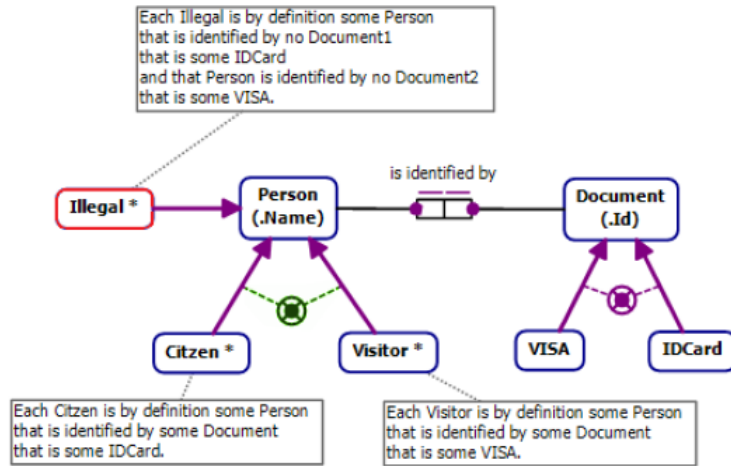 Each Illegal is by definition some Person
that is identified by no Document1
that is some IDCard
and that Person is identified by no Document2
that is some VISA.
is identified by
Illegal *
Person
(.Name)
Document
(.Id)
Citzen *
Visitor *
VISA
IDCard
Each Citzen is by definition some Person
that is identified by some Document
that is some IDCard.
Each Visitor is by definition some Person
that is identified by some Document
that is some VISA.